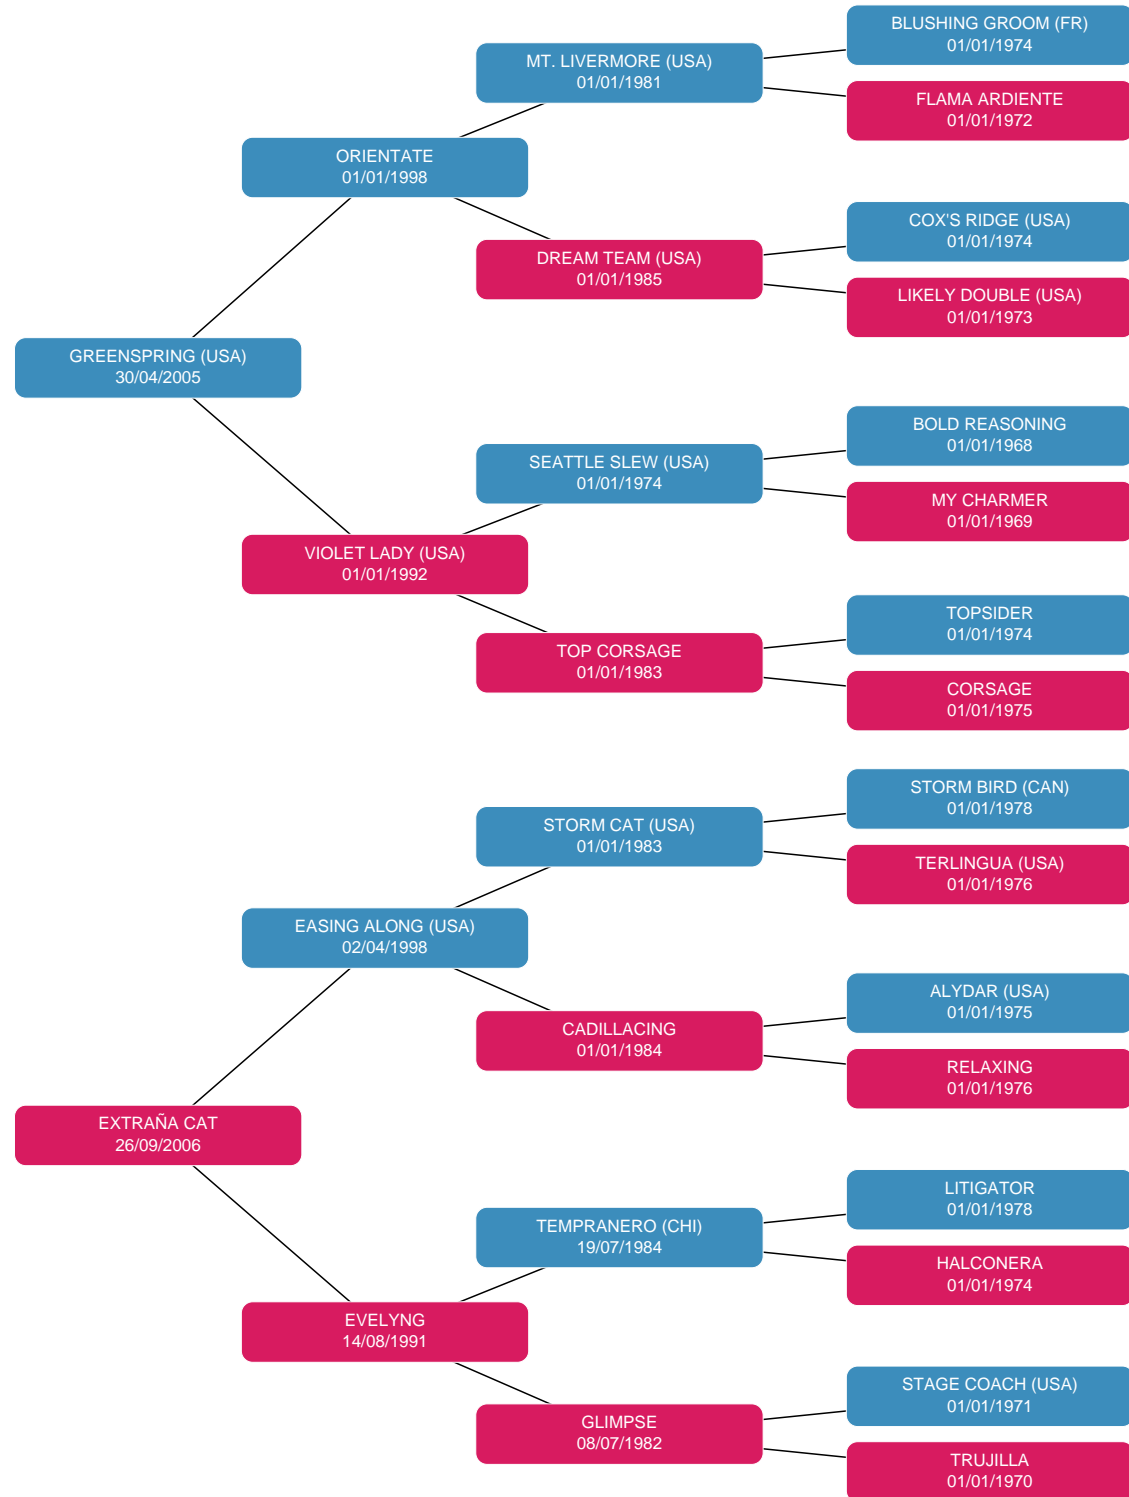 BLUSHING GROOM (FR)
01/01/1974
MT. LIVERMORE (USA)
01/01/1981
FLAMA ARDIENTE
01/01/1972
ORIENTATE
01/01/1998
COX'S RIDGE (USA)
01/01/1974
DREAM TEAM (USA)
01/01/1985
LIKELY DOUBLE (USA)
01/01/1973
GREENSPRING (USA)
30/04/2005
BOLD REASONING
01/01/1968
SEATTLE SLEW (USA)
01/01/1974
MY CHARMER
01/01/1969
VIOLET LADY (USA)
01/01/1992
TOPSIDER
01/01/1974
TOP CORSAGE
01/01/1983
CORSAGE
01/01/1975
STORM BIRD (CAN)
01/01/1978
STORM CAT (USA)
01/01/1983
TERLINGUA (USA)
01/01/1976
EASING ALONG (USA)
02/04/1998
ALYDAR (USA)
01/01/1975
CADILLACING
01/01/1984
RELAXING
01/01/1976
EXTRAÑA CAT
26/09/2006
LITIGATOR
01/01/1978
TEMPRANERO (CHI)
19/07/1984
HALCONERA
01/01/1974
EVELYNG
14/08/1991
STAGE COACH (USA)
01/01/1971
GLIMPSE
08/07/1982
TRUJILLA
01/01/1970